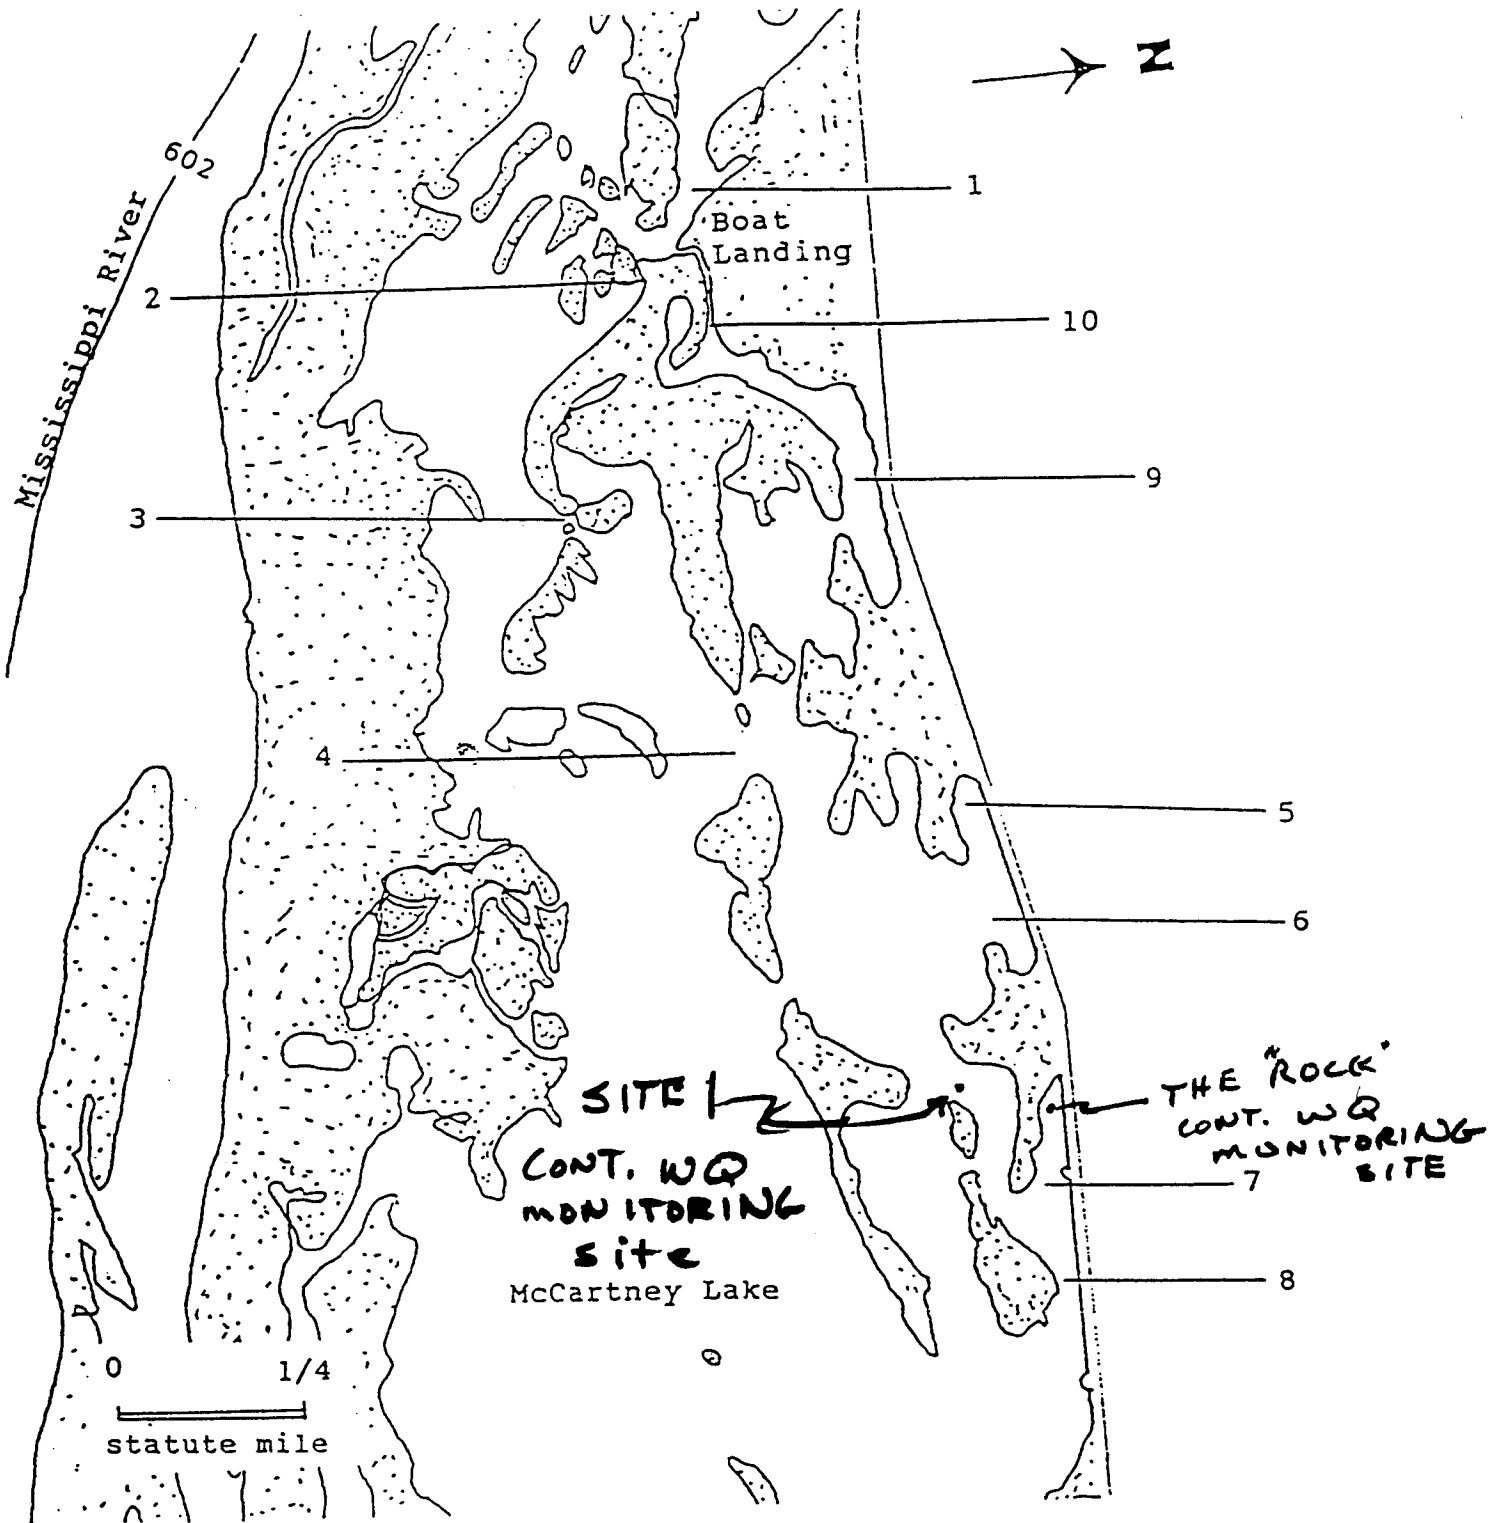 N
602
Mississippi River
1
Boat
Landing
2
10
9
3
4
5
6
SITE 1
CONT. WQ
MONITORING
site
THE "ROCK"
CONT. WQ
MONITORING
SITE
7
8
McCartney Lake
0 1/4
statute mile